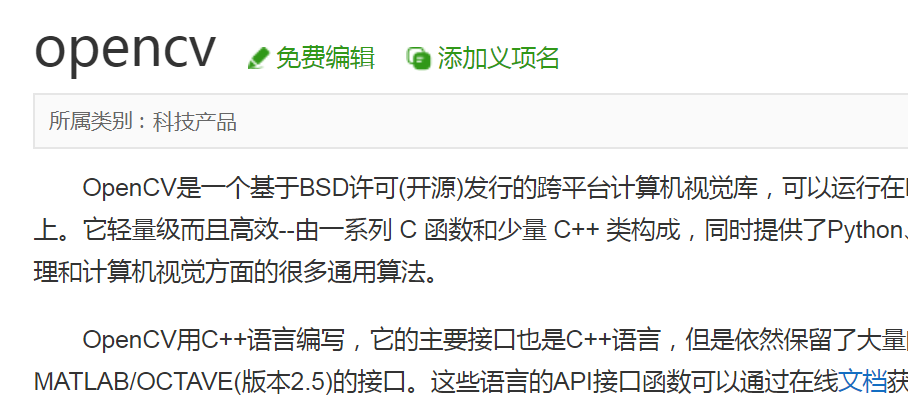 opencv 免费编辑 添加义项名
所属类别 : 科技产品
OpenCV是一个基于BSD许可(开源)发行的跨平台计算机视觉库，可以运行在
上。它轻量级而且高效--由一系列 C 函数和少量 C++ 类构成，同时提供了Python、
理和计算机视觉方面的很多通用算法。
OpenCV用C++语言编写，它的主要接口也是C++语言，但是依然保留了大量
MATLAB/OCTAVE(版本2.5)的接口。这些语言的API接口函数可以通过在线文档获